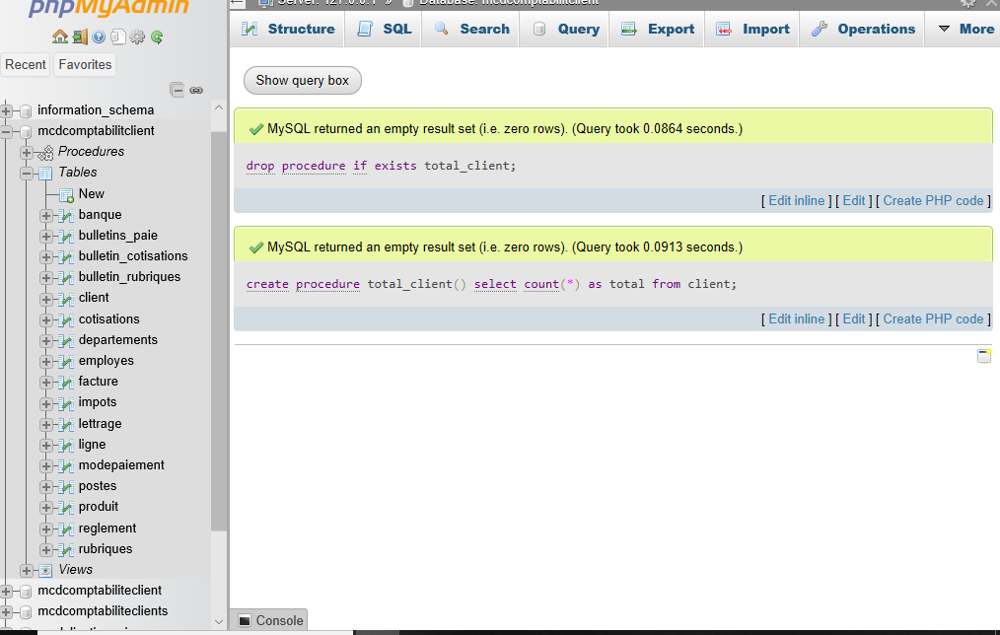 phpMyAdmin
Server: 127.0.0.1 » Database: mcdcomptabilitclient
Structure SQL Search Query Export Import Operations More
Recent Favorites
Show query box
information_schema
mcdcomptabilitclient
Procedures
Tables
New
banque
bulletins_paie
bulletin_cotisations
bulletin_rubriques
client
cotisations
departements
employes
facture
impots
lettrage
ligne
modepaiement
postes
produit
reglement
rubriques
Views
mcdcomptabiliteclient
mcdcomptabiliteclients
MySQL returned an empty result set (i.e. zero rows). (Query took 0.0864 seconds.)
drop procedure if exists total_client;
[ Edit inline ] [ Edit ] [ Create PHP code ]
MySQL returned an empty result set (i.e. zero rows). (Query took 0.0913 seconds.)
create procedure total_client() select count(*) as total from client;
[ Edit inline ] [ Edit ] [ Create PHP code ]
Console